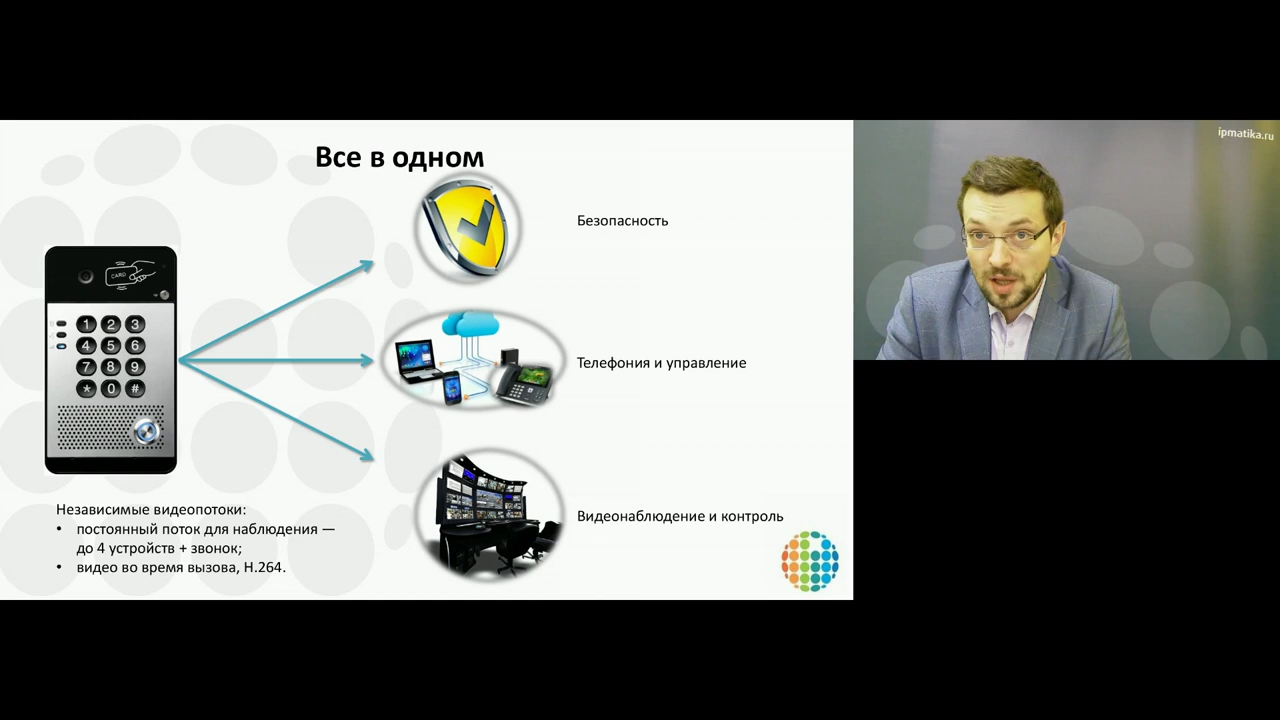 Все в одном
ipmatika.ru
Безопасность
CARD
1 2 3
4 5 6
7 8 9
* 0 #
Телефония и управление
Видеонаблюдение и контроль
Независимые видеопотоки:
• постоянный поток для наблюдения —
до 4 устройств + звонок;
• видео во время вызова, H.264.